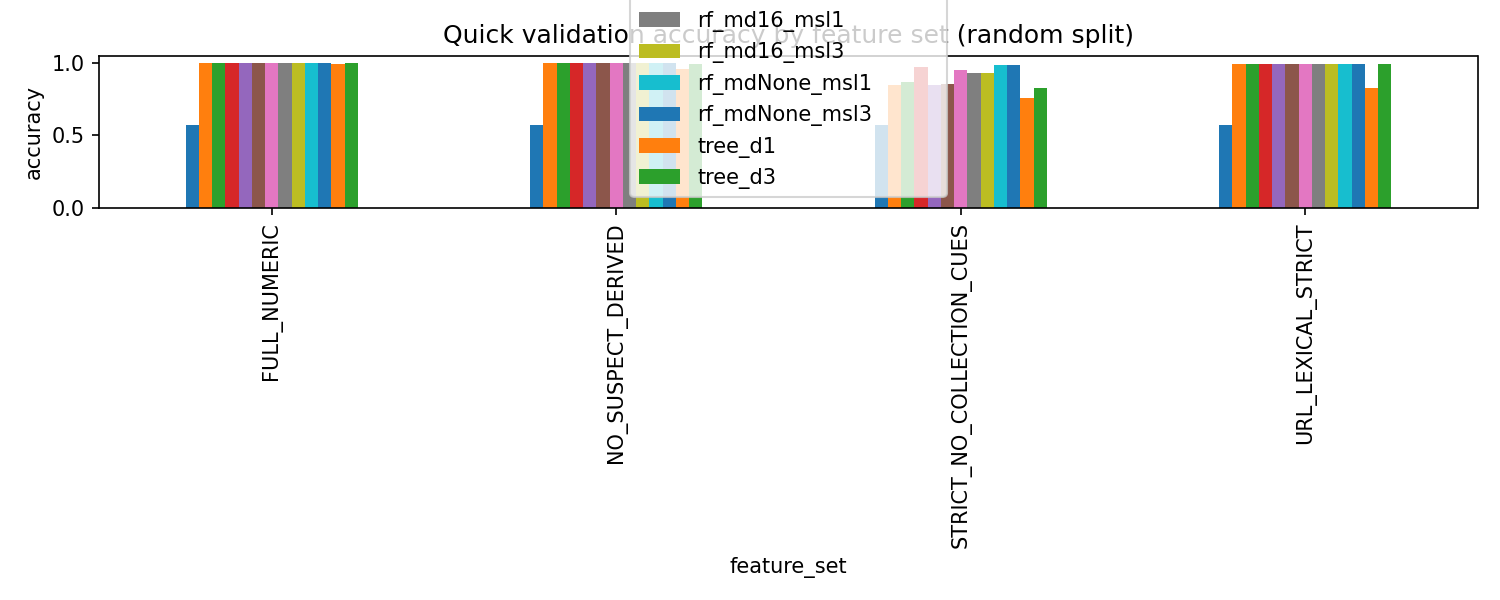 Quick validation accuracy by feature set (random split)
rf_md16_msl1
rf_md16_msl3
rf_mdNone_msl1
rf_mdNone_msl3
tree_d1
tree_d3
accuracy
1.0
0.5
0.0
FULL_NUMERIC
NO_SUSPECT_DERIVED
STRICT_NO_COLLECTION_CUES
URL_LEXICAL_STRICT
feature_set